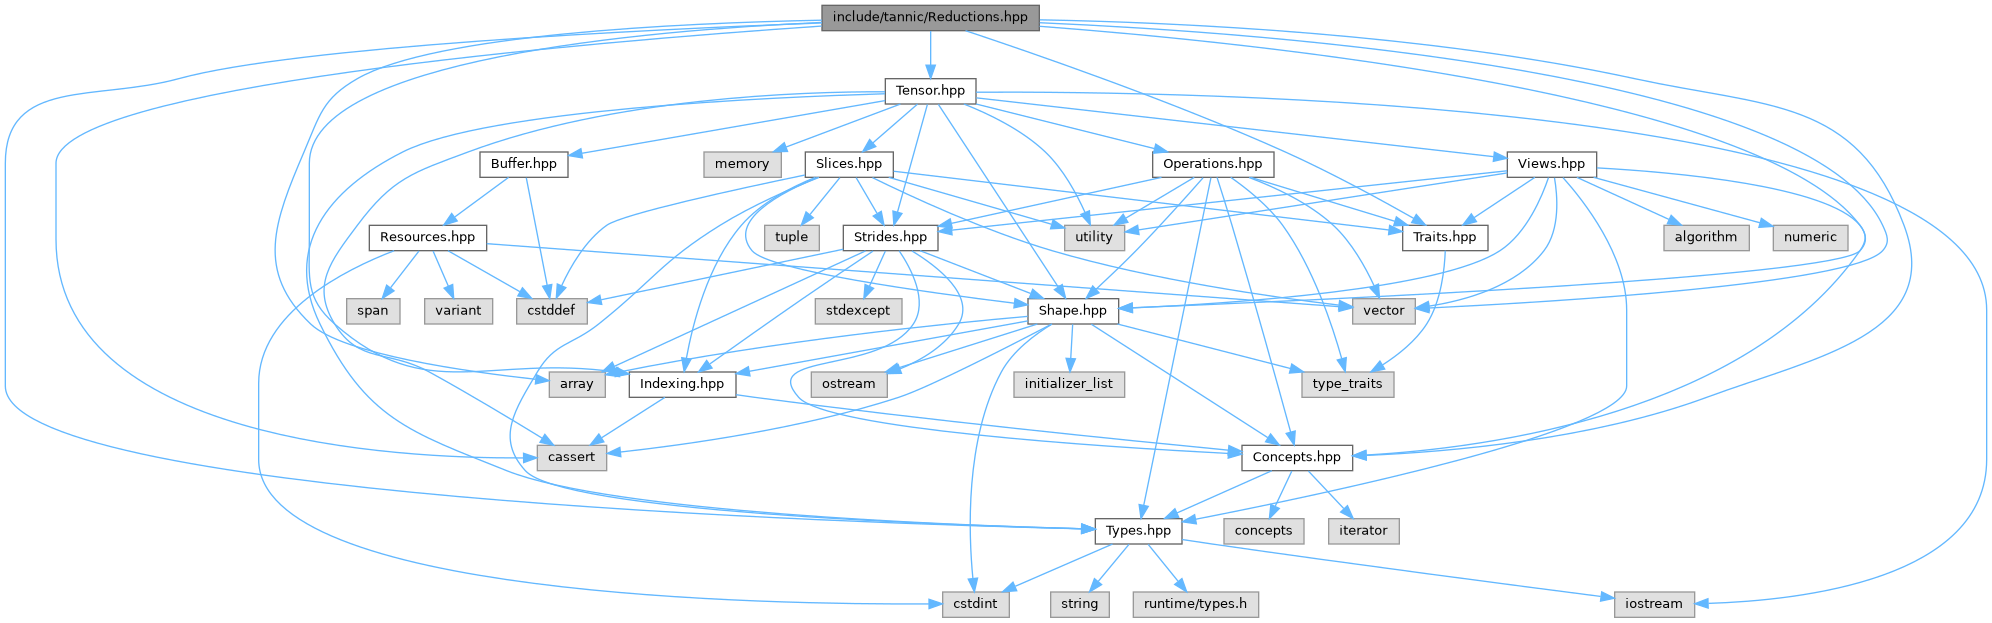 include/tannic/Reductions.hpp
Tensor.hpp
Buffer.hpp
memory
Slices.hpp
Operations.hpp
Views.hpp
Resources.hpp
tuple
Strides.hpp
utility
Traits.hpp
algorithm
numeric
span
variant
cstddef
stdexcept
Shape.hpp
vector
array
Indexing.hpp
ostream
initializer_list
type_traits
cassert
Concepts.hpp
Types.hpp
concepts
iterator
cstdint
string
runtime/types.h
iostream